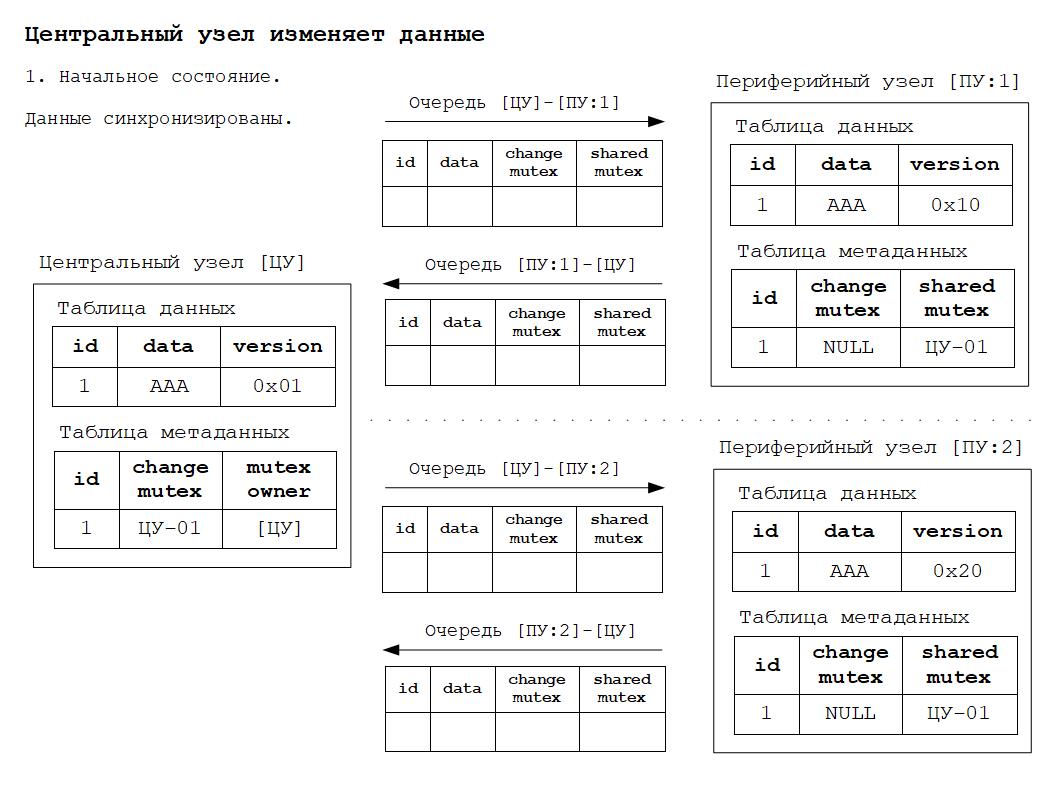 Центральный узел изменяет данные
1. Начальное состояние.
Данные синхронизированы.
Центральный узел [ЦУ]
Таблица данных
id data version
1 AAA 0x01
Таблица метаданных
id change mutex
mutex owner
1 ЦУ-01 [ЦУ]
Очередь [ЦУ]-[ПУ:1]
id data change shared
mutex mutex
Очередь [ПУ:1]-[ЦУ]
id data change shared
mutex mutex
Периферийный узел [ПУ:1]
Таблица данных
id data version
1 AAA 0x10
Таблица метаданных
id change shared
mutex mutex
1 NULL ЦУ-01
Очередь [ЦУ]-[ПУ:2]
id data change shared
mutex mutex
Очередь [ПУ:2]-[ЦУ]
id data change shared
mutex mutex
Периферийный узел [ПУ:2]
Таблица данных
id data version
1 AAA 0x20
Таблица метаданных
id change shared
mutex mutex
1 NULL ЦУ-01